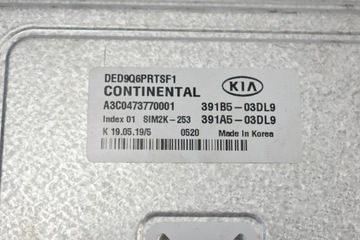 DED9Q6PRTSF1
CONTINENTAL KIA
A3C0473770001 391B5-03DL9
Index 01 SIM2K-253 391A5-03DL9
K 19.05.19/5 0520 Made in Korea